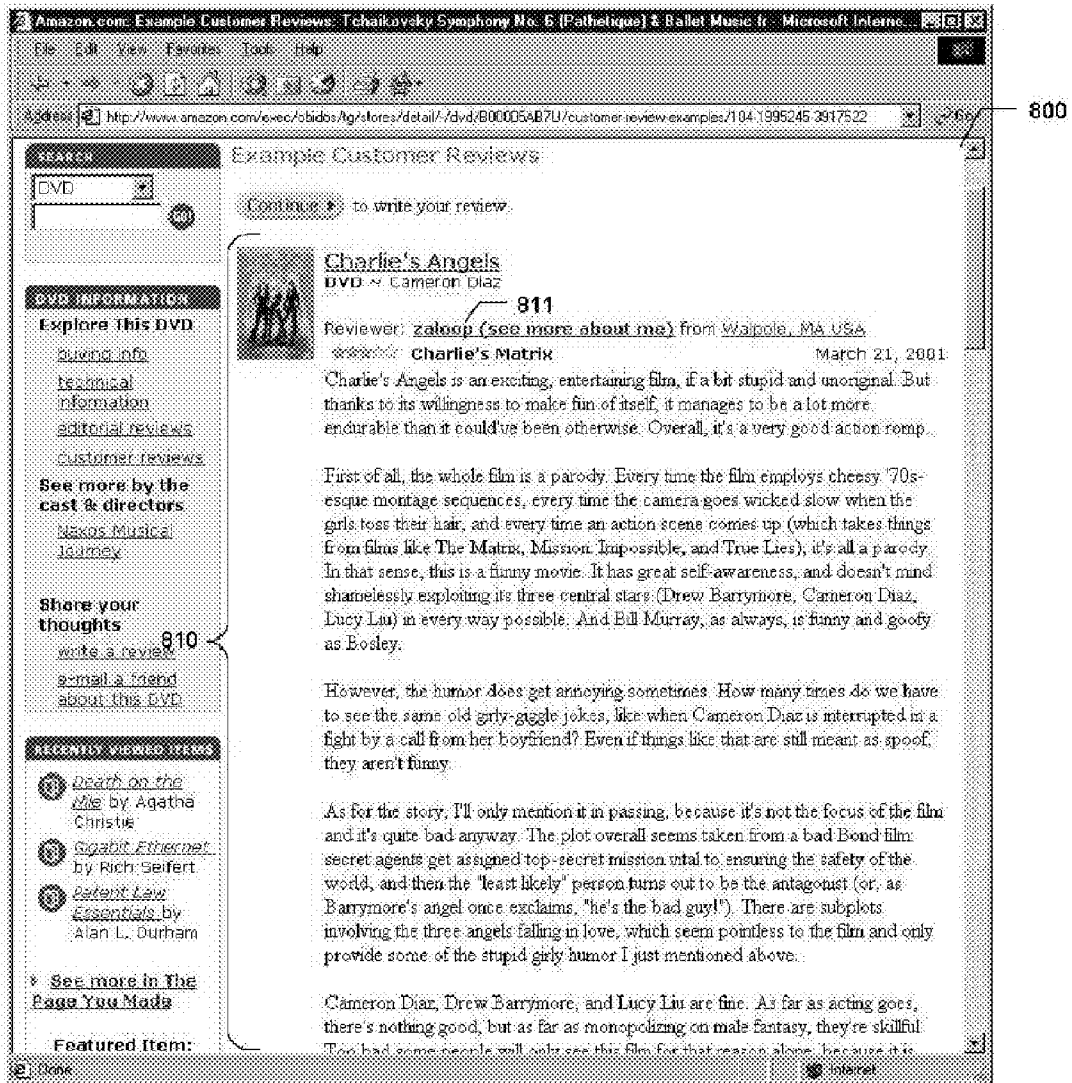 Amazon.com: Example Customer Reviews: Tchaikovsky Symphony No. 6 (Pathetique) & Ballet Music fr - Microsoft Interne...
File Edit View Favorites Tools Help
Address http://www.amazon.com/exec/obidos/tg/stores/detail/-/dvd/B00005AB7U/customer-review-examples/104-1995245-3917522
800
SEARCH
DVD
GO!
Example Customer Reviews
Continue to write your review.
DVD INFORMATION
Explore This DVD
buying info
technical
information
editorial reviews
customer reviews
See more by the
cast & directors
Naxos Musical
Journey
Share your
thoughts
write a review
e-mail a friend
about this DVD
810
RECENTLY VIEWED ITEMS
Death on the
Nile by Agatha
Christie
Gigabit Ethernet
by Rich Seifert
Patent Law
Essentials by
Alan L. Durham
See more in The
Page You Made
Featured Item:
Charlie's Angels
DVD ~ Cameron Diaz
811
Reviewer: zaloop (see more about me) from Walpole, MA USA
Charlie's Matrix March 21, 2001
Charlie's Angels is an exciting, entertaining film, if a bit stupid and unoriginal. But
thanks to its willingness to make fun of itself, it manages to be a lot more
endurable than it could've been otherwise. Overall, it's a very good action romp.
First of all, the whole film is a parody. Every time the film employs cheesy '70s-
esque montage sequences, every time the camera goes wicked slow when the
girls toss their hair, and every time an action scene comes up (which takes things
from films like The Matrix, Mission: Impossible, and True Lies), it's all a parody.
In that sense, this is a funny movie. It has great self-awareness, and doesn't mind
shamelessly exploiting its three central stars (Drew Barrymore, Cameron Diaz,
Lucy Liu) in every way possible. And Bill Murray, as always, is funny and goofy
as Bosley.
However, the humor does get annoying sometimes. How many times do we have
to see the same old girly-giggle jokes, like when Cameron Diaz is interrupted in a
fight by a call from her boyfriend? Even if things like that are still meant as spoof,
they aren't funny.
As for the story, I'll only mention it in passing, because it's not the focus of the film
and it's quite bad anyway. The plot overall seems taken from a bad Bond film:
secret agents get assigned top-secret mission vital to ensuring the safety of the
world, and then the "least likely" person turns out to be the antagonist (or, as
Barrymore's angel once exclaims, "he's the bad guy!"). There are subplots
involving the three angels falling in love, which seem pointless to the film and only
provide some of the stupid girly humor I just mentioned above.
Cameron Diaz, Drew Barrymore, and Lucy Liu are fine. As far as acting goes,
there's nothing good, but as far as monopolizing on male fantasy, they're skillful.
Too bad some people will only see this film for that reason alone, because it is
Done Internet